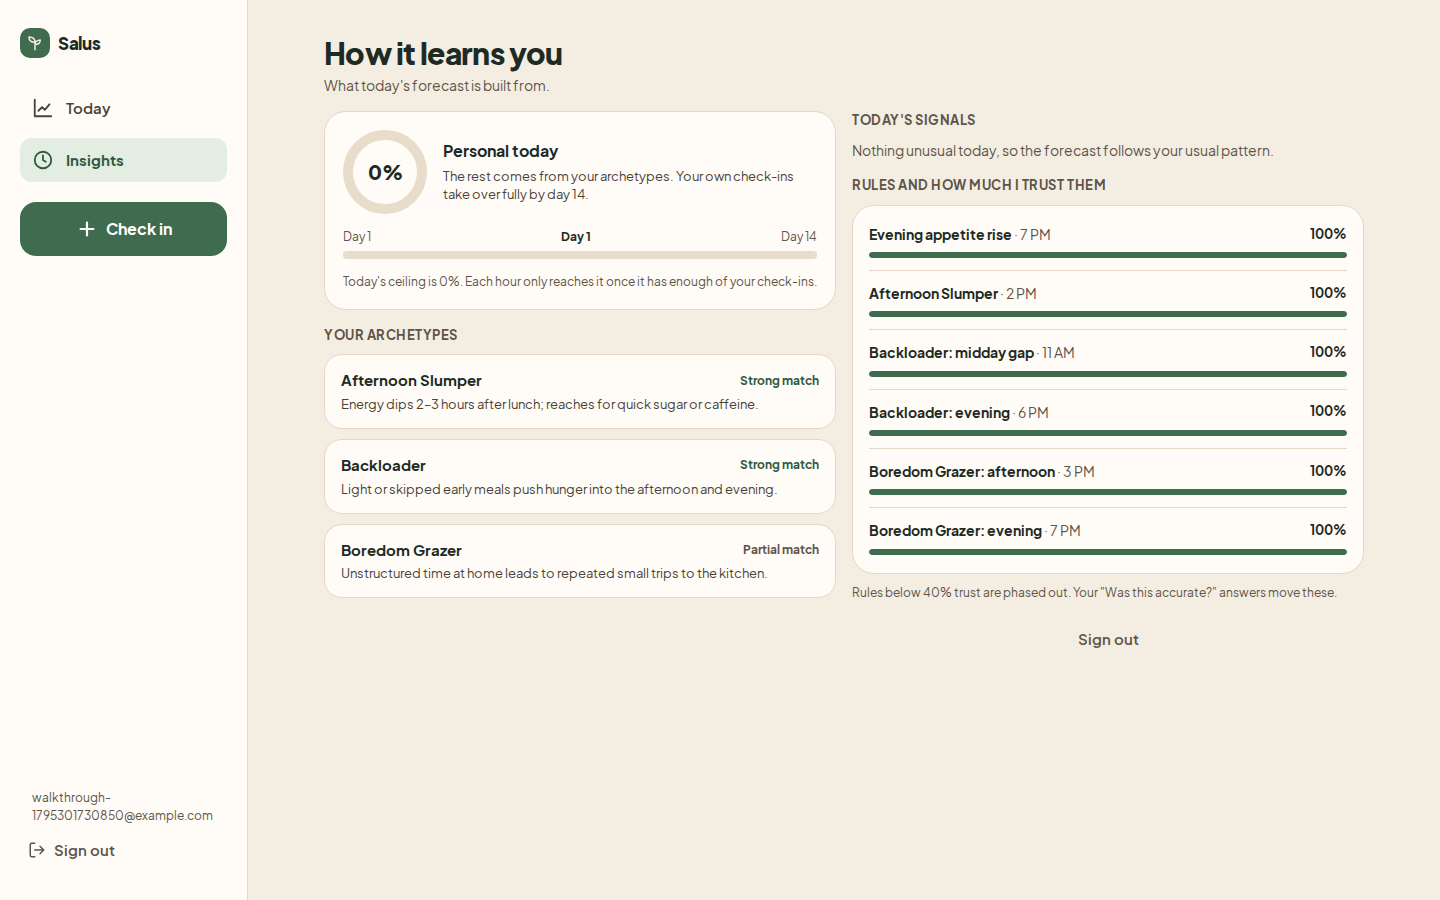 Salus
Today
Insights
Check in
walkthrough-
1795301730850@example.com
Sign out
How it learns you
What today's forecast is built from.
0%
Personal today
The rest comes from your archetypes. Your own check-ins
take over fully by day 14.
Day 1
Day 1
Day 14
Today's ceiling is 0%. Each hour only reaches it once it has enough of your check-ins.
YOUR ARCHETYPES
Afternoon Slumper
Strong match
Energy dips 2–3 hours after lunch; reaches for quick sugar or caffeine.
Backloader
Strong match
Light or skipped early meals push hunger into the afternoon and evening.
Boredom Grazer
Partial match
Unstructured time at home leads to repeated small trips to the kitchen.
TODAY'S SIGNALS
Nothing unusual today, so the forecast follows your usual pattern.
RULES AND HOW MUCH I TRUST THEM
Evening appetite rise · 7 PM 100%
Afternoon Slumper · 2 PM 100%
Backloader: midday gap · 11 AM 100%
Backloader: evening · 6 PM 100%
Boredom Grazer: afternoon · 3 PM 100%
Boredom Grazer: evening · 7 PM 100%
Rules below 40% trust are phased out. Your "Was this accurate?" answers move these.
Sign out